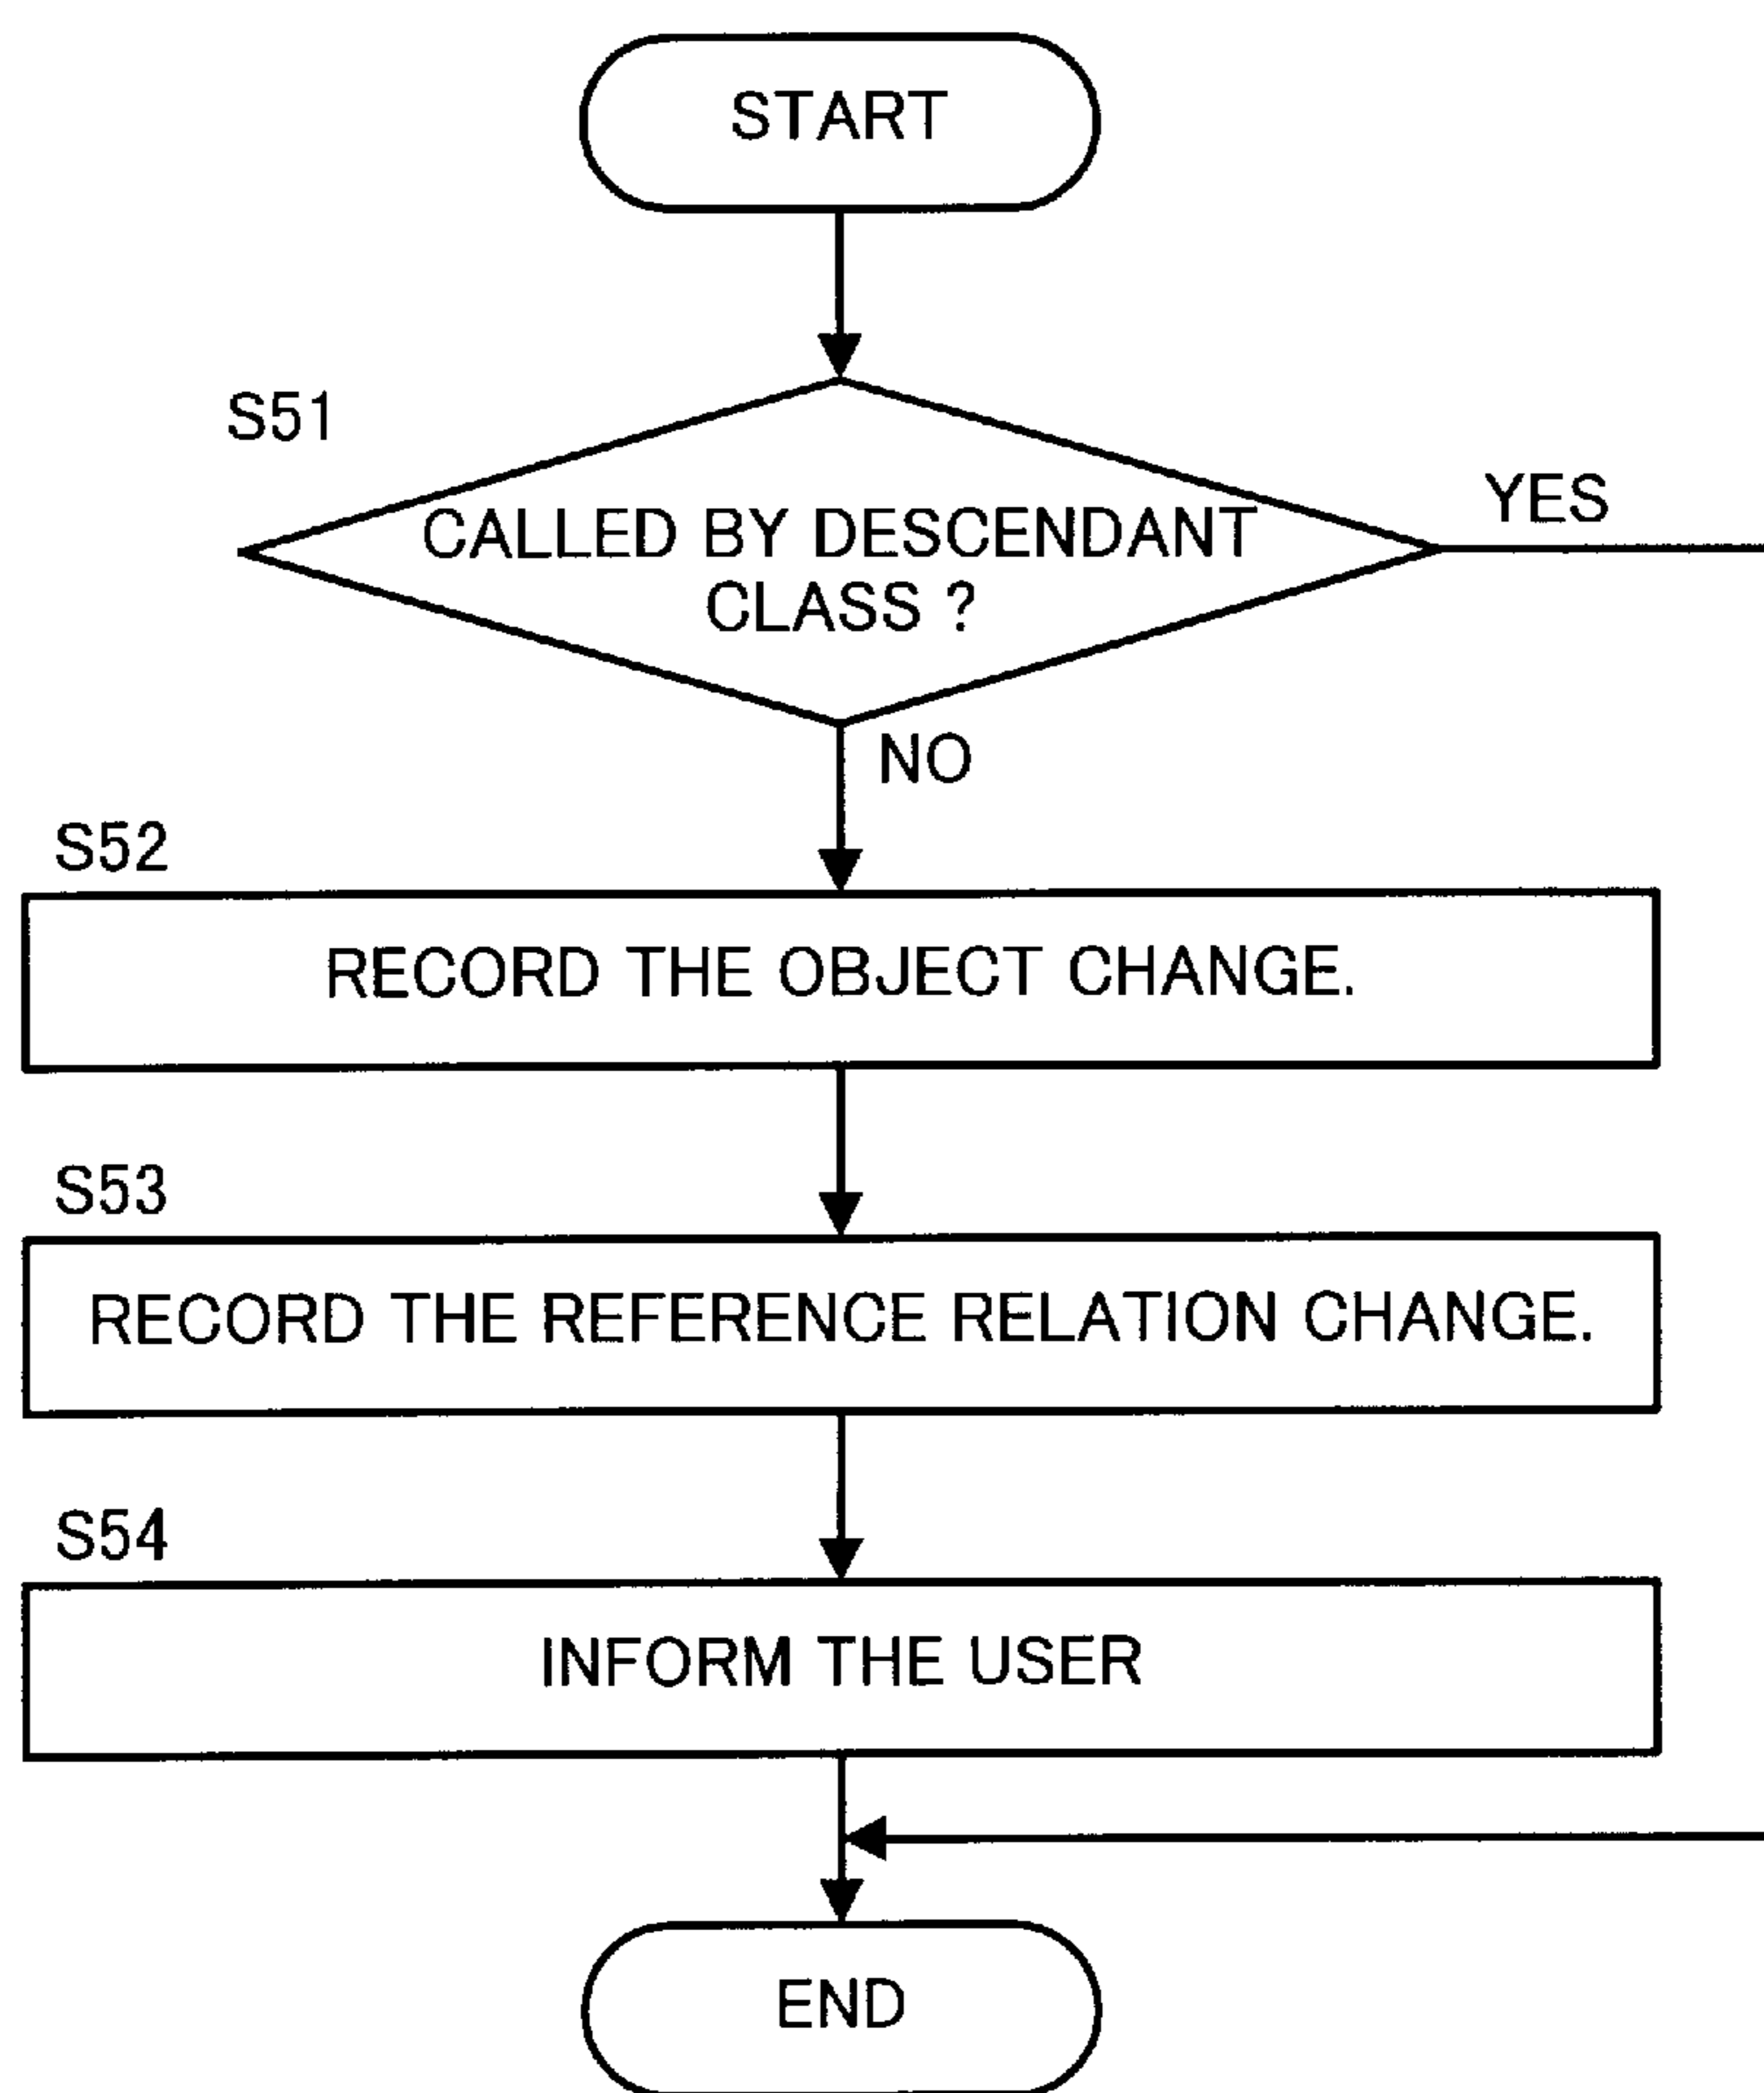 START
S51
CALLED BY DESCENDANT
CLASS ?
YES
NO
S52
RECORD THE OBJECT CHANGE.
S53
RECORD THE REFERENCE RELATION CHANGE.
S54
INFORM THE USER
END